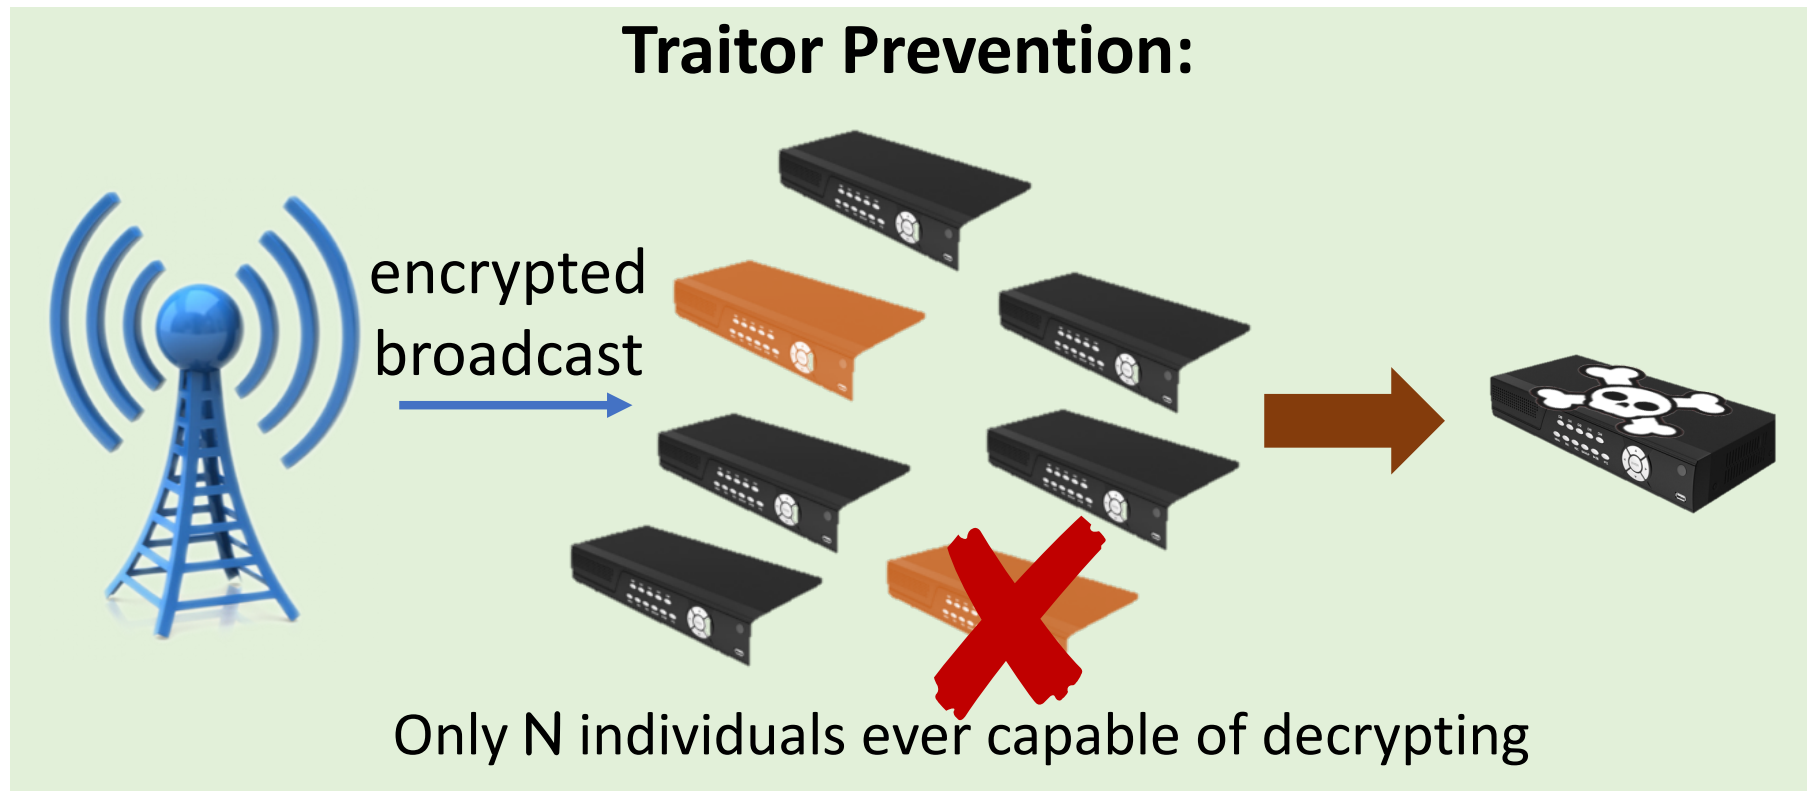 Traitor Prevention:
encrypted
broadcast
Only N individuals ever capable of decrypting